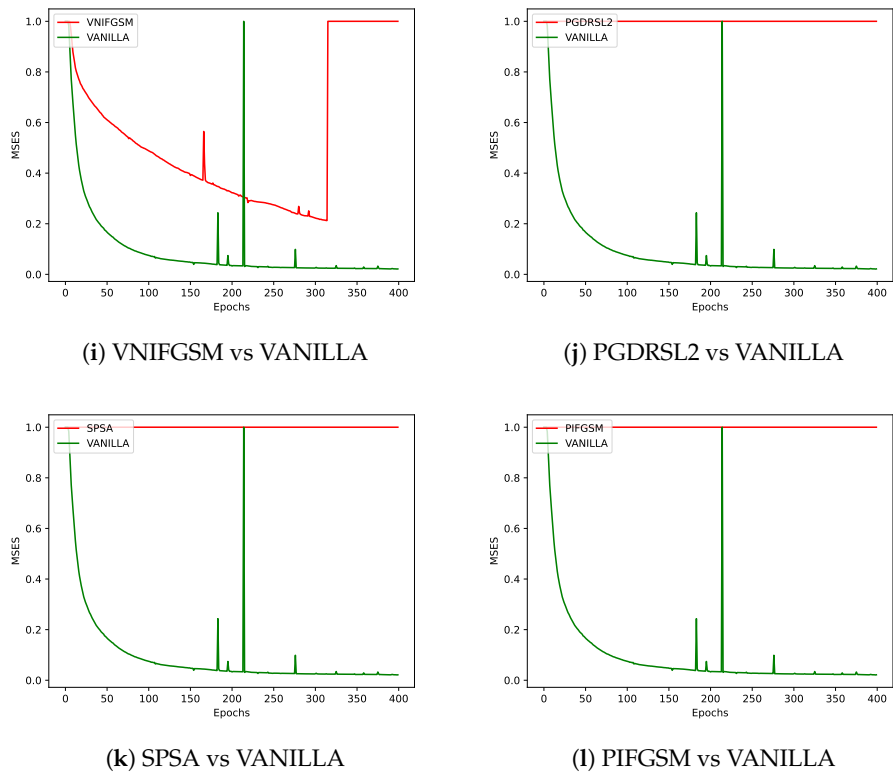 VNIFGSM
VANILLA
1.0
0.8
0.6
0.4
0.2
0.0
MSES
0 50 100 150 200 250 300 350 400
Epochs
(i) VNIFGSM vs VANILLA
PGDRSL2
VANILLA
1.0
0.8
0.6
0.4
0.2
0.0
MSES
0 50 100 150 200 250 300 350 400
Epochs
(j) PGDRSL2 vs VANILLA
SPSA
VANILLA
1.0
0.8
0.6
0.4
0.2
0.0
MSES
0 50 100 150 200 250 300 350 400
Epochs
(k) SPSA vs VANILLA
PIFGSM
VANILLA
1.0
0.8
0.6
0.4
0.2
0.0
MSES
0 50 100 150 200 250 300 350 400
Epochs
(l) PIFGSM vs VANILLA